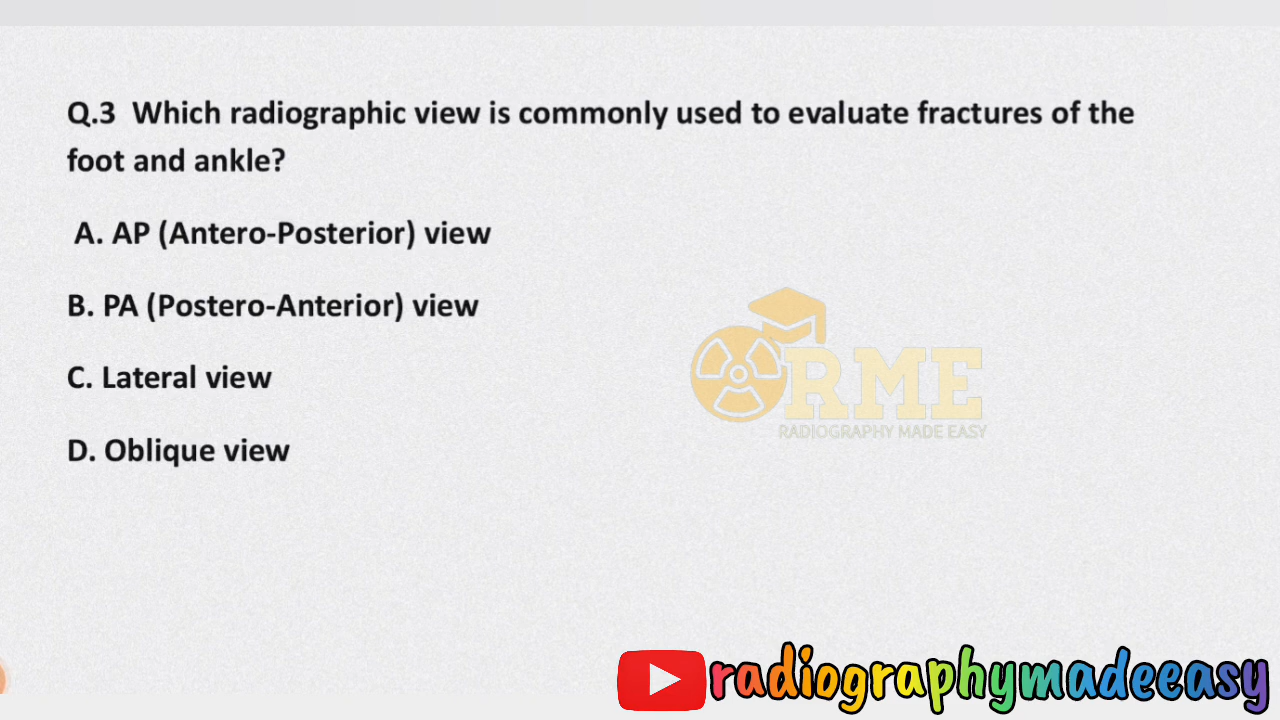 Q.3 Which radiographic view is commonly used to evaluate fractures of the
foot and ankle?
A. AP (Antero-Posterior) view
B. PA (Postero-Anterior) view
C. Lateral view
D. Oblique view
RME
RADIOGRAPHY MADE EASY
radiographymadeeasy